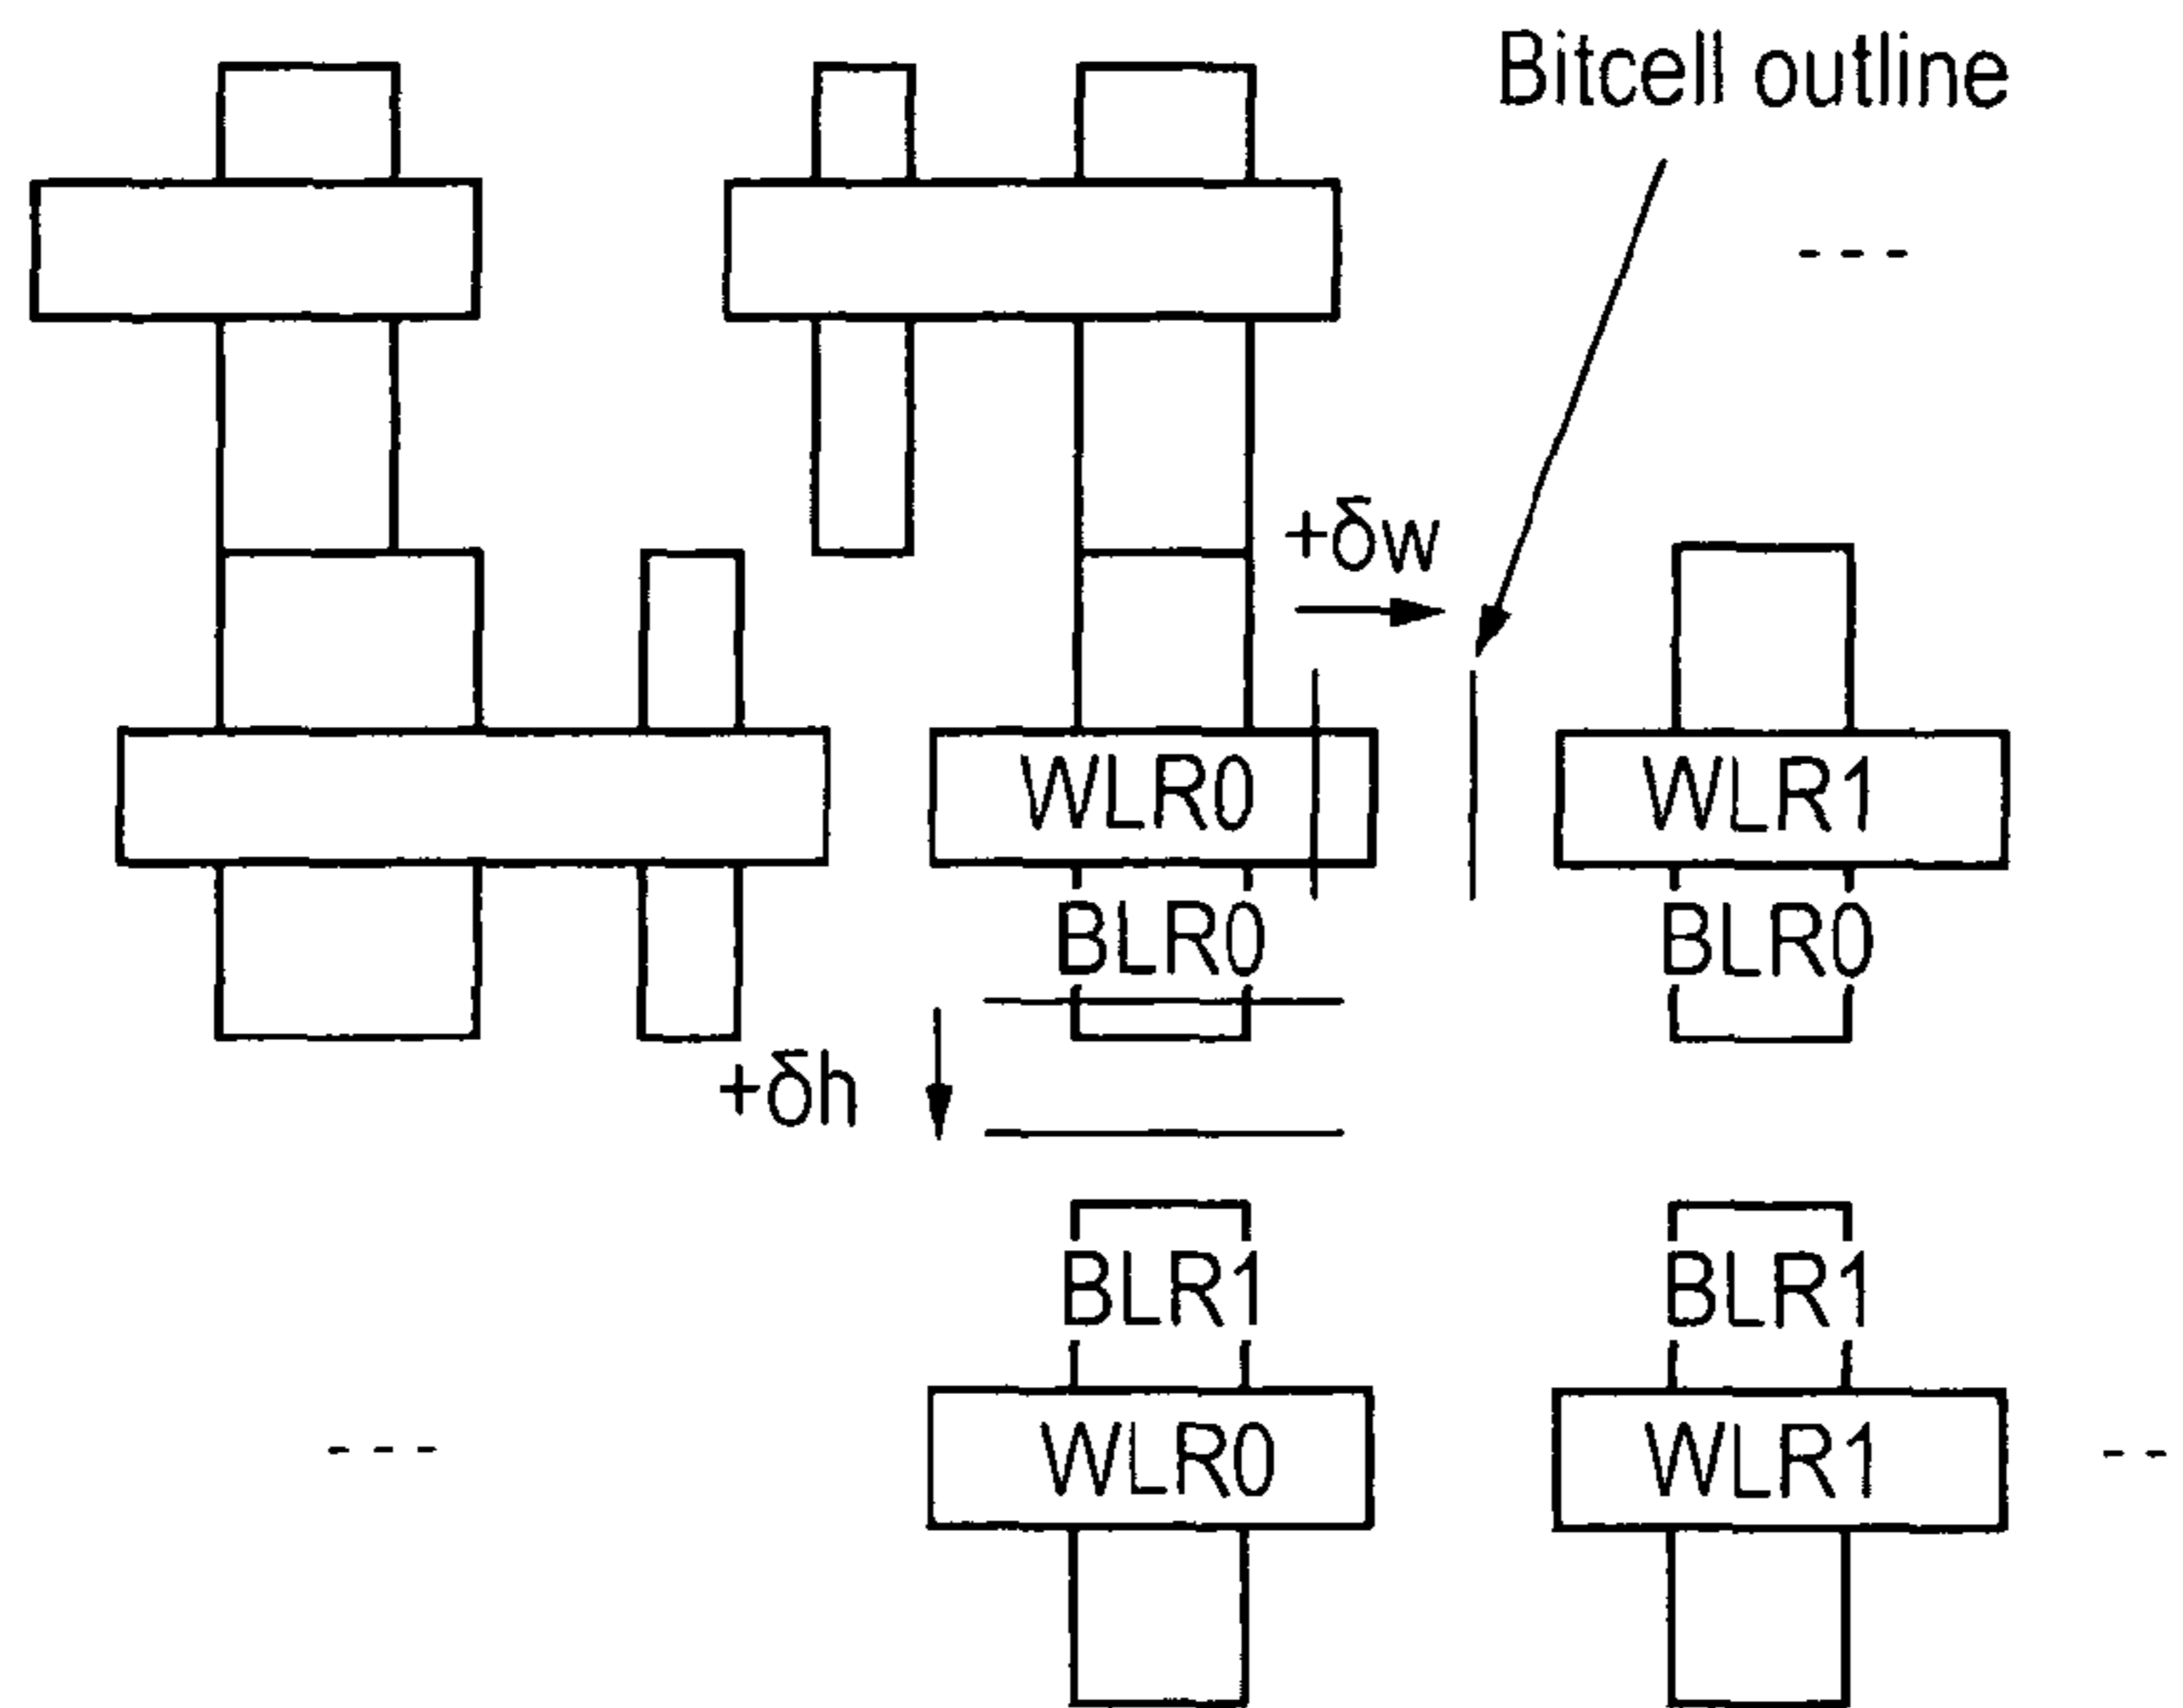 Bitcell outline
+δw
WLR0 WLR1
BLR0 BLR0
+δh
BLR1 BLR1
WLR0 WLR1